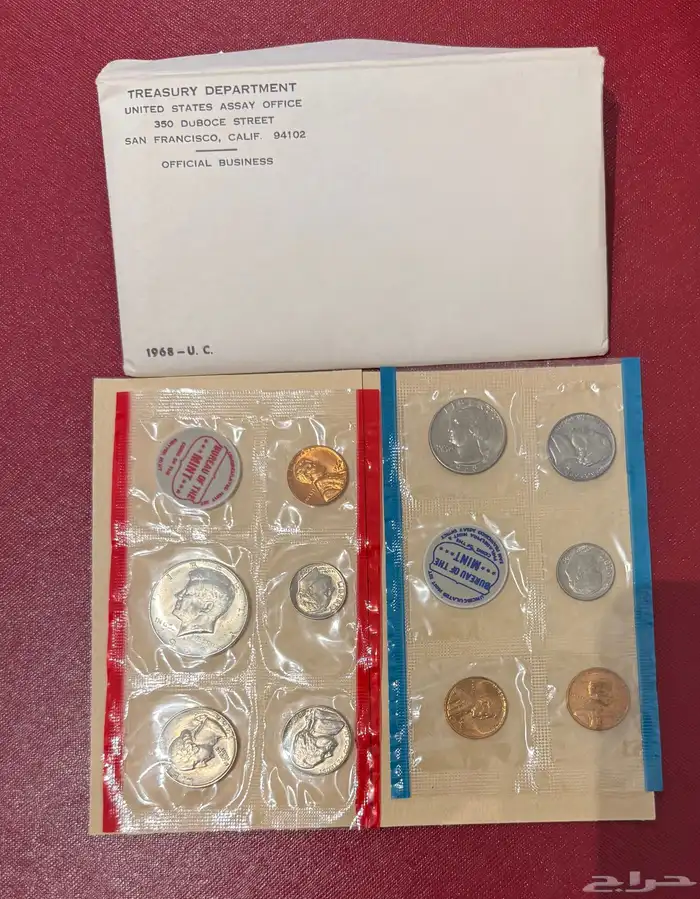 TREASURY DEPARTMENT
UNITED STATES ASSAY OFFICE
350 DuBOCE STREET
SAN FRANCISCO, CALIF. 94102
OFFICIAL BUSINESS
1968 – U. C.
BUREAU OF THE
MINT
BUREAU OF THE
MINT
حراج